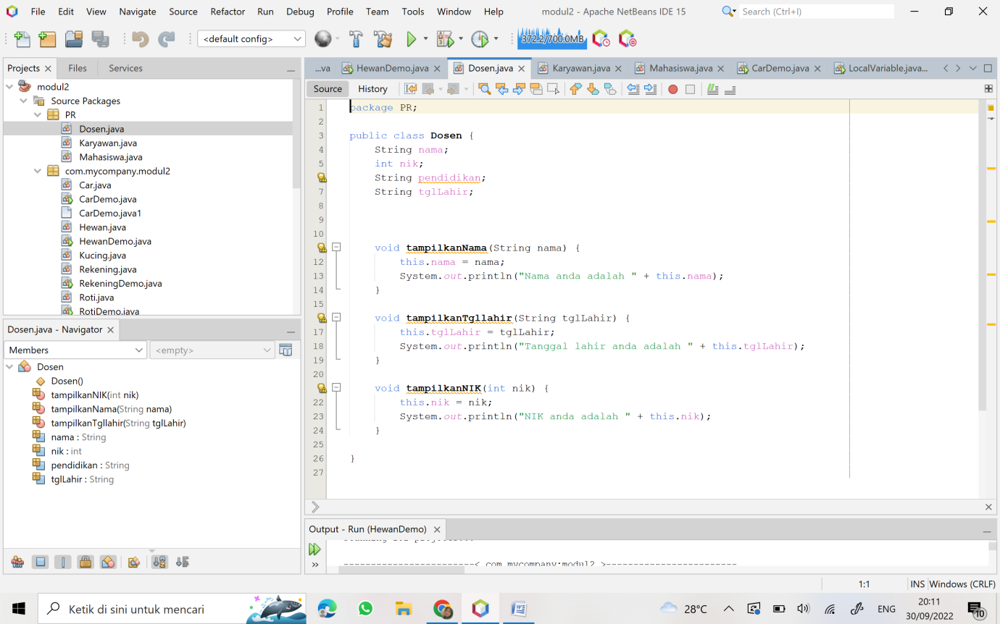 File Edit View Navigate Source Refactor Run Debug Profile Team Tools Window Help modul2 - Apache NetBeans IDE 15 Search (Ctrl+I)
<default config> 372.2/700.0MB
Projects Files Services
modul2
Source Packages
PR
Dosen.java
Karyawan.java
Mahasiswa.java
com.mycompany.modul2
Car.java
CarDemo.java
CarDemo.java1
Hewan.java
HewanDemo.java
Kucing.java
Rekening.java
RekeningDemo.java
Roti.java
RotiDemo.java
Dosen.java - Navigator
Members <empty>
Dosen
Dosen()
tampilkanNIK(int nik)
tampilkanNama(String nama)
tampilkanTgllahir(String tglLahir)
nama : String
nik : int
pendidikan : String
tglLahir : String
...va HewanDemo.java Dosen.java Karyawan.java Mahasiswa.java CarDemo.java LocalVariable.java...
Source History
1 package PR;
2
3 public class Dosen {
4 String nama;
5 int nik;
String pendidikan;
7 String tglLahir;
8
9
10
void tampilkanNama(String nama) {
12 this.nama = nama;
13 System.out.println("Nama anda adalah " + this.nama);
14 }
15
void tampilkanTgllahir(String tglLahir) {
17 this.tglLahir = tglLahir;
18 System.out.println("Tanggal lahir anda adalah " + this.tglLahir);
19 }
20
void tampilkanNIK(int nik) {
22 this.nik = nik;
23 System.out.println("NIK anda adalah " + this.nik);
24 }
25
26 }
27
Output - Run (HewanDemo)
------------------------< com.mycompany:modul2 >------------------------
1:1 INS Windows (CRLF)
Ketik di sini untuk mencari 28°C ENG 20:11
30/09/2022 10